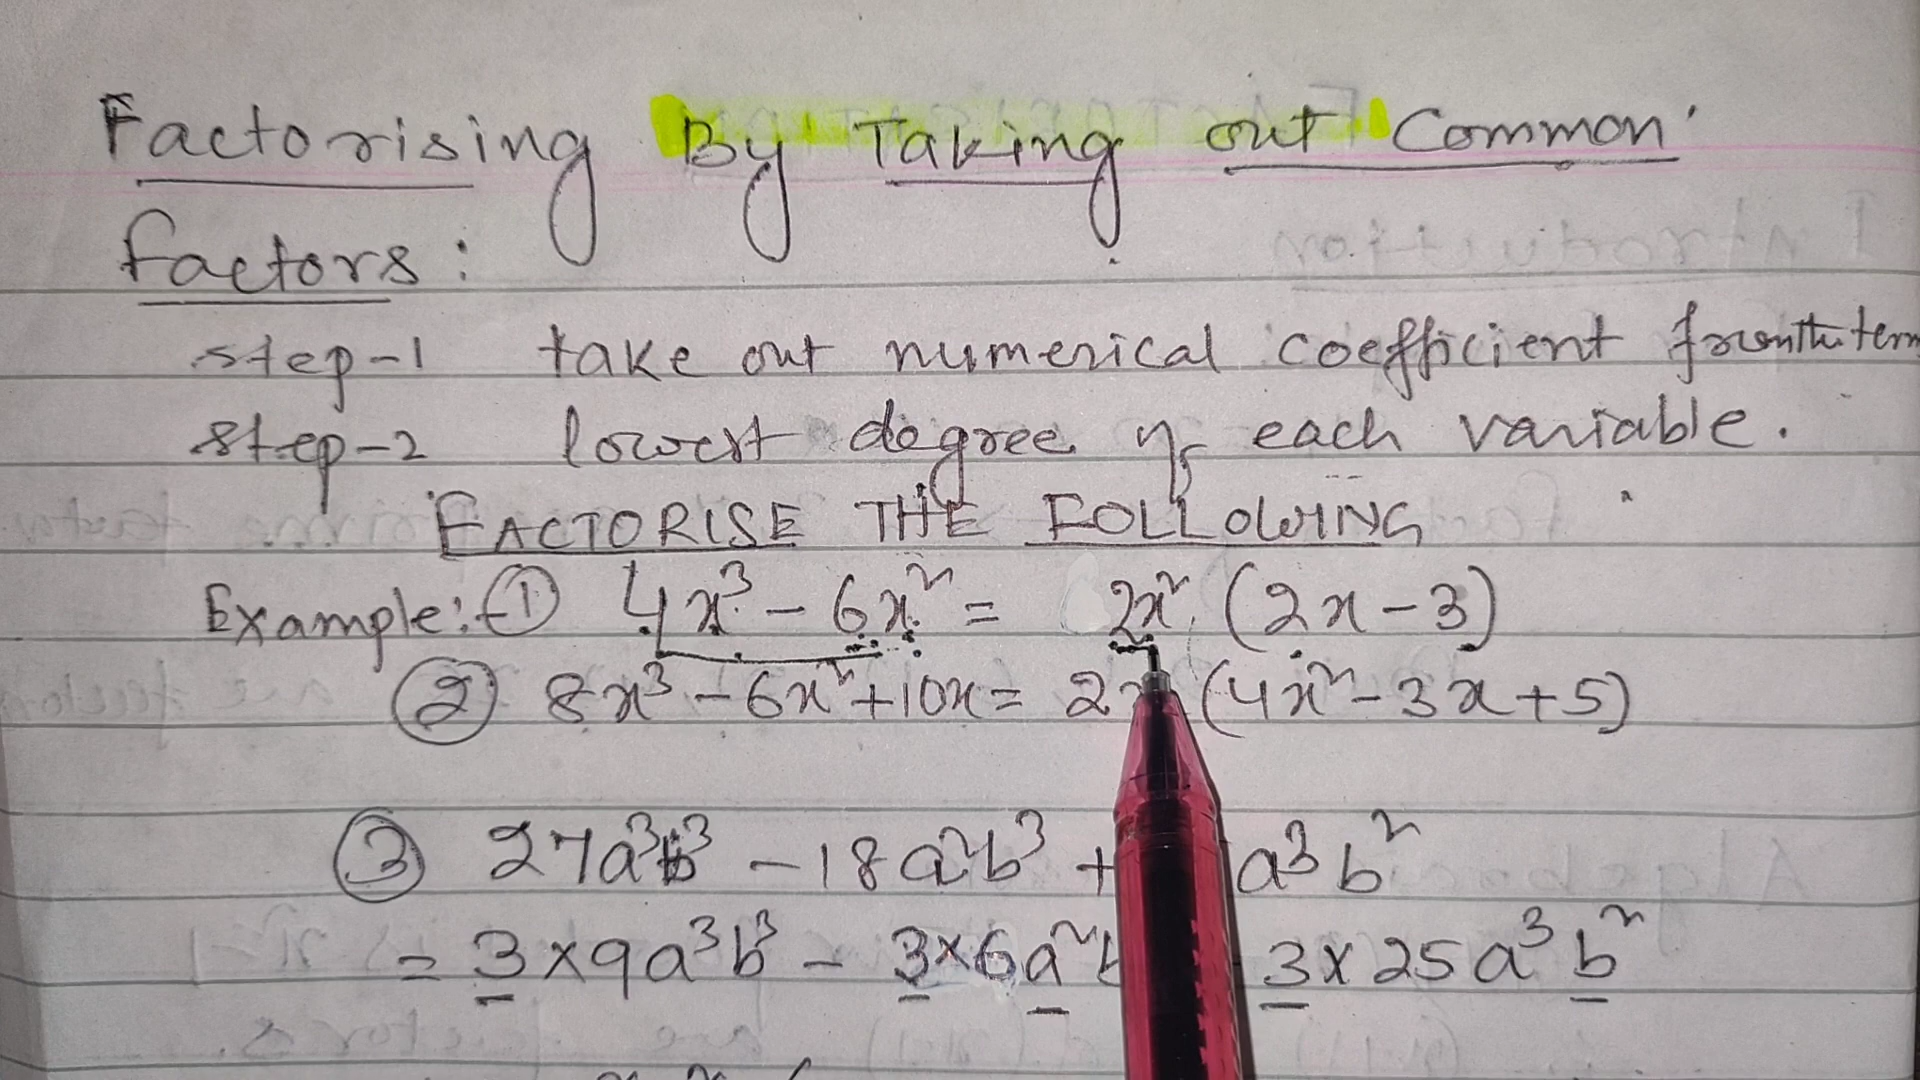 Factorising By Taking out Common
factors:
step-1 take out numerical coefficient from the term
step-2 lowest degree of each variable.
FACTORISE THE FOLLOWING
Example: ① 4x³ - 6x² = 2x² (2x - 3)
② 8x³ - 6x² + 10x = 2x (4x² - 3x + 5)
③ 27a³b³ - 18a²b³ + a³b²
= 3×9a³b³ - 3×6a²b 3×25a³b²